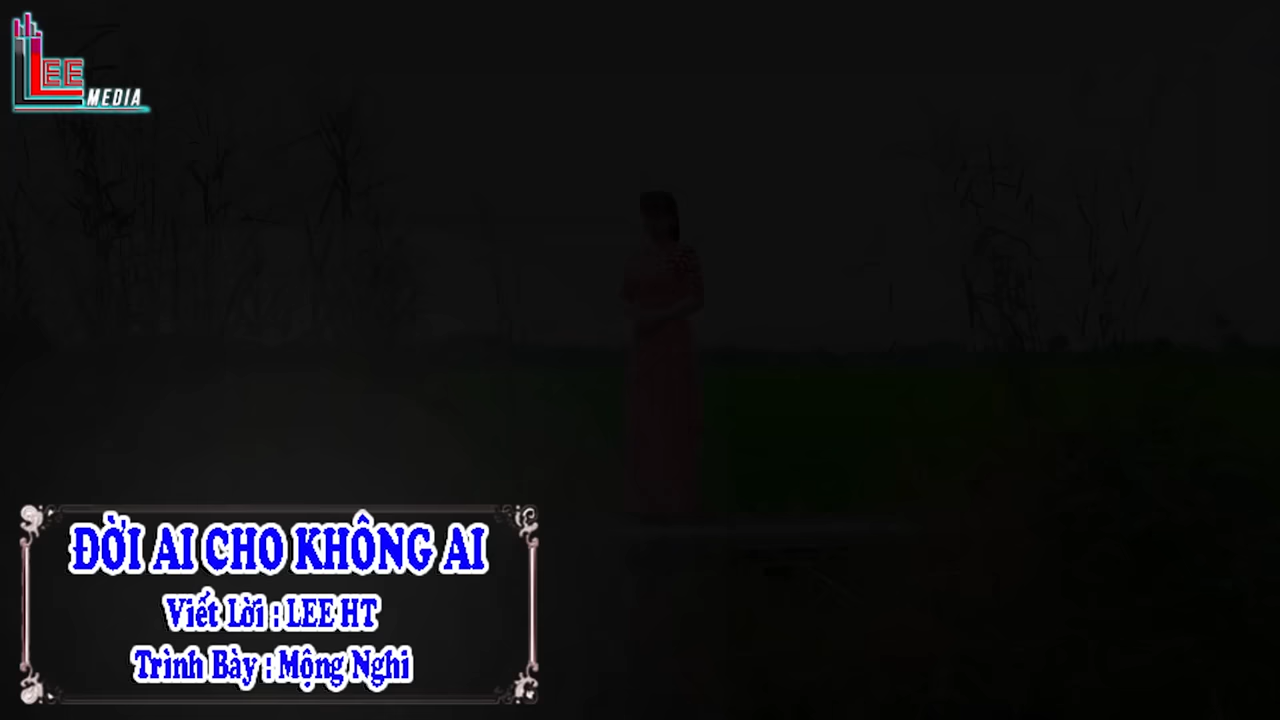 LEE
MEDIA
ĐỜI AI CHO KHÔNG AI
Viết Lời : LEE HT
Trình Bày : Mộng Nghi